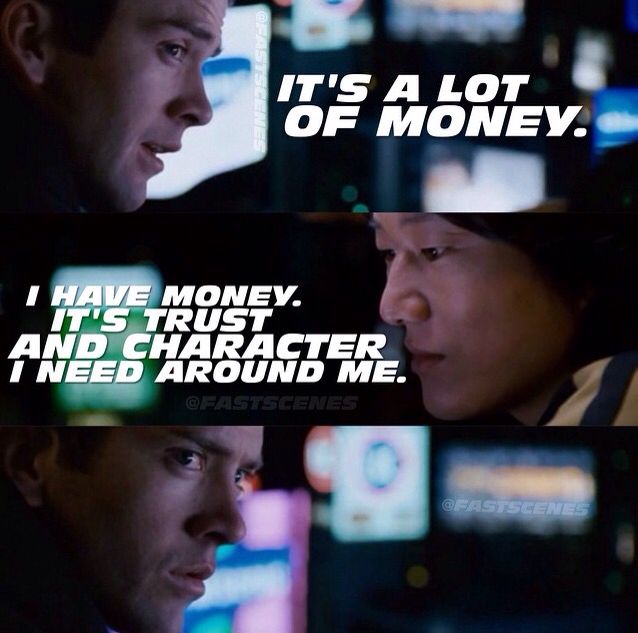 @FASTSCENES
IT'S A LOT
OF MONEY.
I HAVE MONEY.
IT'S TRUST
AND CHARACTER
I NEED AROUND ME.
@FASTSCENES
@FASTSCENES